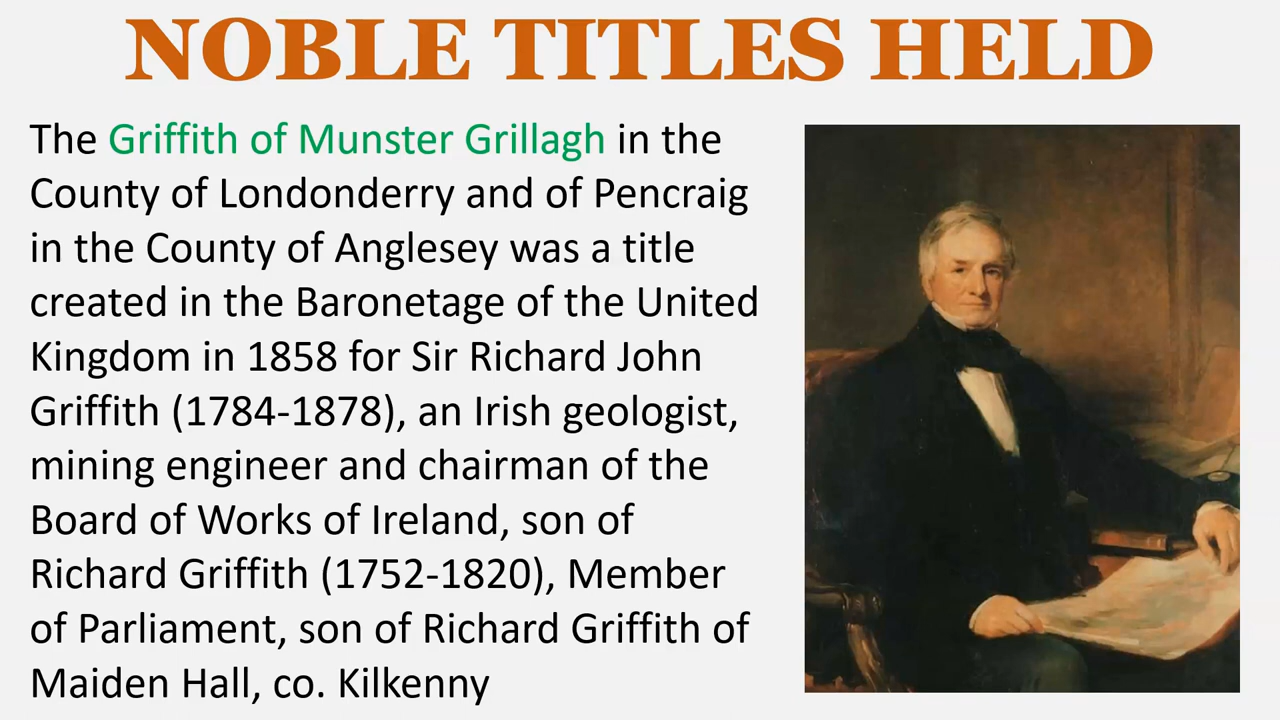 NOBLE TITLES HELD
The Griffith of Munster Grillagh in the
County of Londonderry and of Pencraig
in the County of Anglesey was a title
created in the Baronetage of the United
Kingdom in 1858 for Sir Richard John
Griffith (1784-1878), an Irish geologist,
mining engineer and chairman of the
Board of Works of Ireland, son of
Richard Griffith (1752-1820), Member
of Parliament, son of Richard Griffith of
Maiden Hall, co. Kilkenny